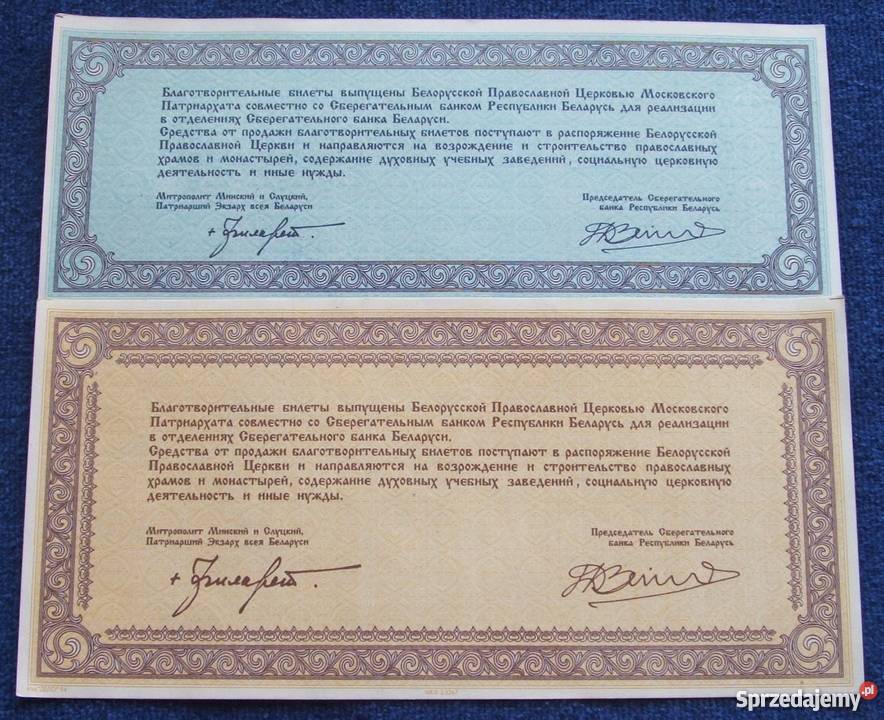 Благотворительные билеты выпущены Белорусской Православной Церковью Московского
Патриархата совместно со Сберегательным банком Республики Беларусь для реализации
в отделениях Сберегательного банка Беларуси.
Средства от продажи благотворительных билетов поступают в распоряжение Белорусской
Православной Церкви и направляются на возрождение и строительство православных
храмов и монастырей, содержание духовных учебных заведений, социальную церковную
деятельность и иные нужды.
Митрополит Минский и Слуцкий,
Патриарший Экзарх всея Беларуси
Председатель Сберегательного
банка Республики Беларусь
+ Филарет.
Благотворительные билеты выпущены Белорусской Православной Церковью Московского
Патриархата совместно со Сберегательным банком Республики Беларусь для реализации
в отделениях Сберегательного банка Беларуси.
Средства от продажи благотворительных билетов поступают в распоряжение Белорусской
Православной Церкви и направляются на возрождение и строительство православных
храмов и монастырей, содержание духовных учебных заведений, социальную церковную
деятельность и иные нужды.
Митрополит Минский и Слуцкий,
Патриарший Экзарх всея Беларуси
Председатель Сберегательного
банка Республики Беларусь
+ Филарет.
Sprzedajemy.pl